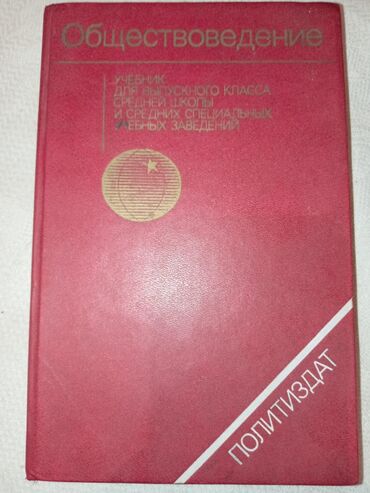 Обществоведение
УЧЕБНИК
ДЛЯ ВЫПУСКНОГО КЛАССА
СРЕДНЕЙ ШКОЛЫ
И СРЕДНИХ СПЕЦИАЛЬНЫХ
УЧЕБНЫХ ЗАВЕДЕНИЙ
ПОЛИТИЗДАТ